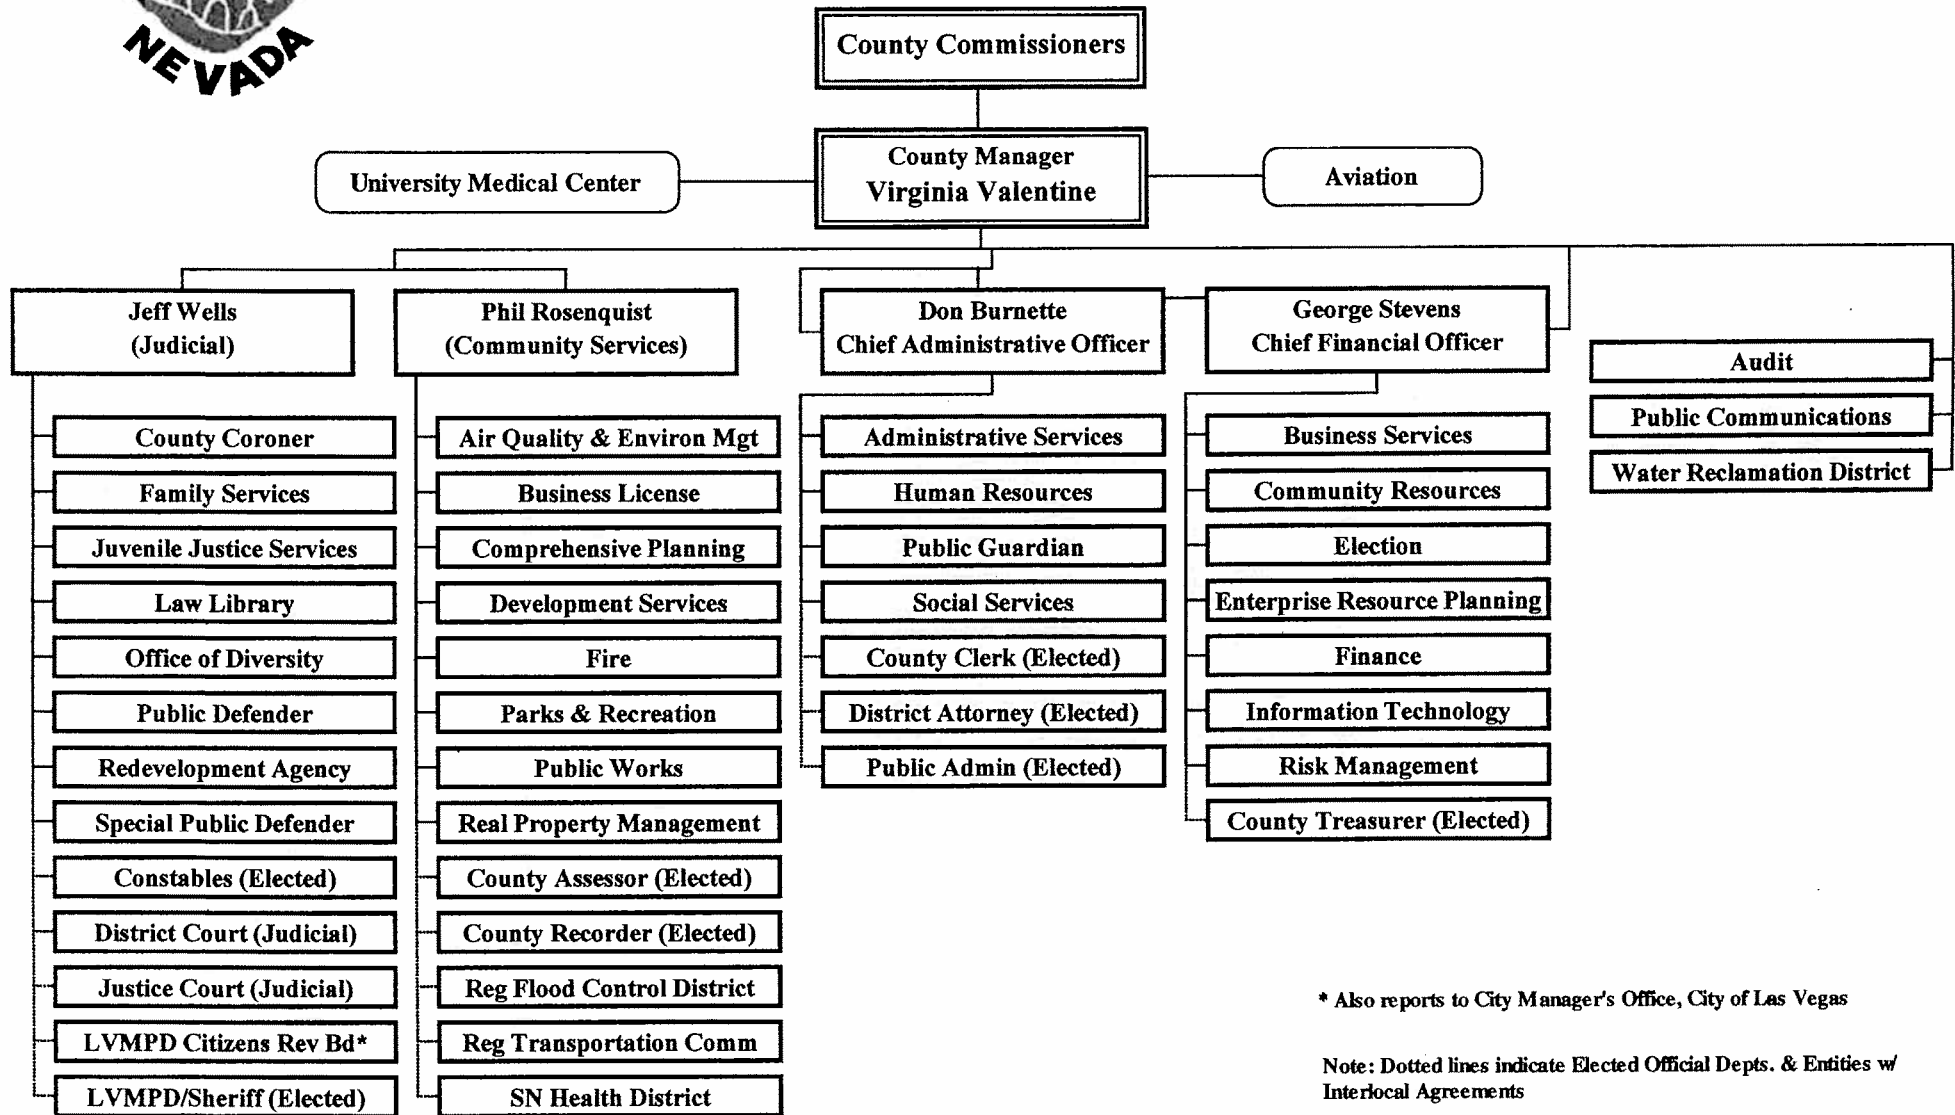 NEVADA
County Commissioners
County Manager
Virginia Valentine
University Medical Center
Aviation
Jeff Wells
(Judicial)
Phil Rosenquist
(Community Services)
Don Burnette
Chief Administrative Officer
George Stevens
Chief Financial Officer
County Coroner
Family Services
Juvenile Justice Services
Law Library
Office of Diversity
Public Defender
Redevelopment Agency
Special Public Defender
Constables (Elected)
District Court (Judicial)
Justice Court (Judicial)
LVMPD Citizens Rev Bd*
LVMPD/Sheriff (Elected)
Air Quality & Environ Mgt
Business License
Comprehensive Planning
Development Services
Fire
Parks & Recreation
Public Works
Real Property Management
County Assessor (Elected)
County Recorder (Elected)
Reg Flood Control District
Reg Transportation Comm
SN Health District
Administrative Services
Human Resources
Public Guardian
Social Services
County Clerk (Elected)
District Attorney (Elected)
Public Admin (Elected)
Business Services
Community Resources
Election
Enterprise Resource Planning
Finance
Information Technology
Risk Management
County Treasurer (Elected)
Audit
Public Communications
Water Reclamation District
* Also reports to City Manager's Office, City of Las Vegas
Note: Dotted lines indicate Elected Official Depts. & Entities w/
Interlocal Agreements